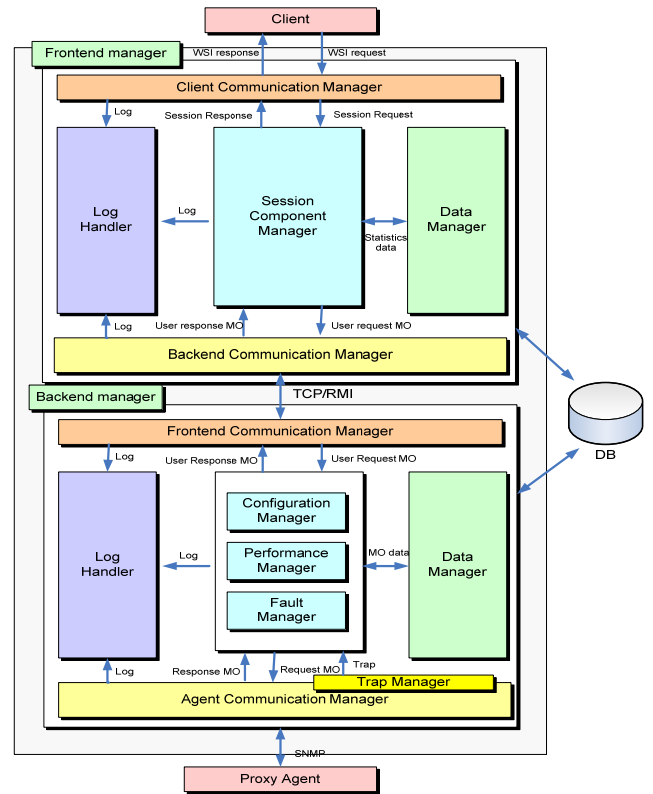 Client
Frontend manager
WSI response
WSI request
Client Communication Manager
Log
Session Response
Session Request
Log
Handler
Log
Session
Component
Manager
Statistics
data
Data
Manager
Log
User response MO
User request MO
Backend Communication Manager
Backend manager
TCP/RMI
DB
Frontend Communication Manager
Log
User Response MO
User Request MO
Log
Handler
Log
Configuration
Manager
Performance
Manager
Fault
Manager
MO data
Data
Manager
Log
Response MO
Request MO
Trap
Trap Manager
Agent Communication Manager
SNMP
Proxy Agent